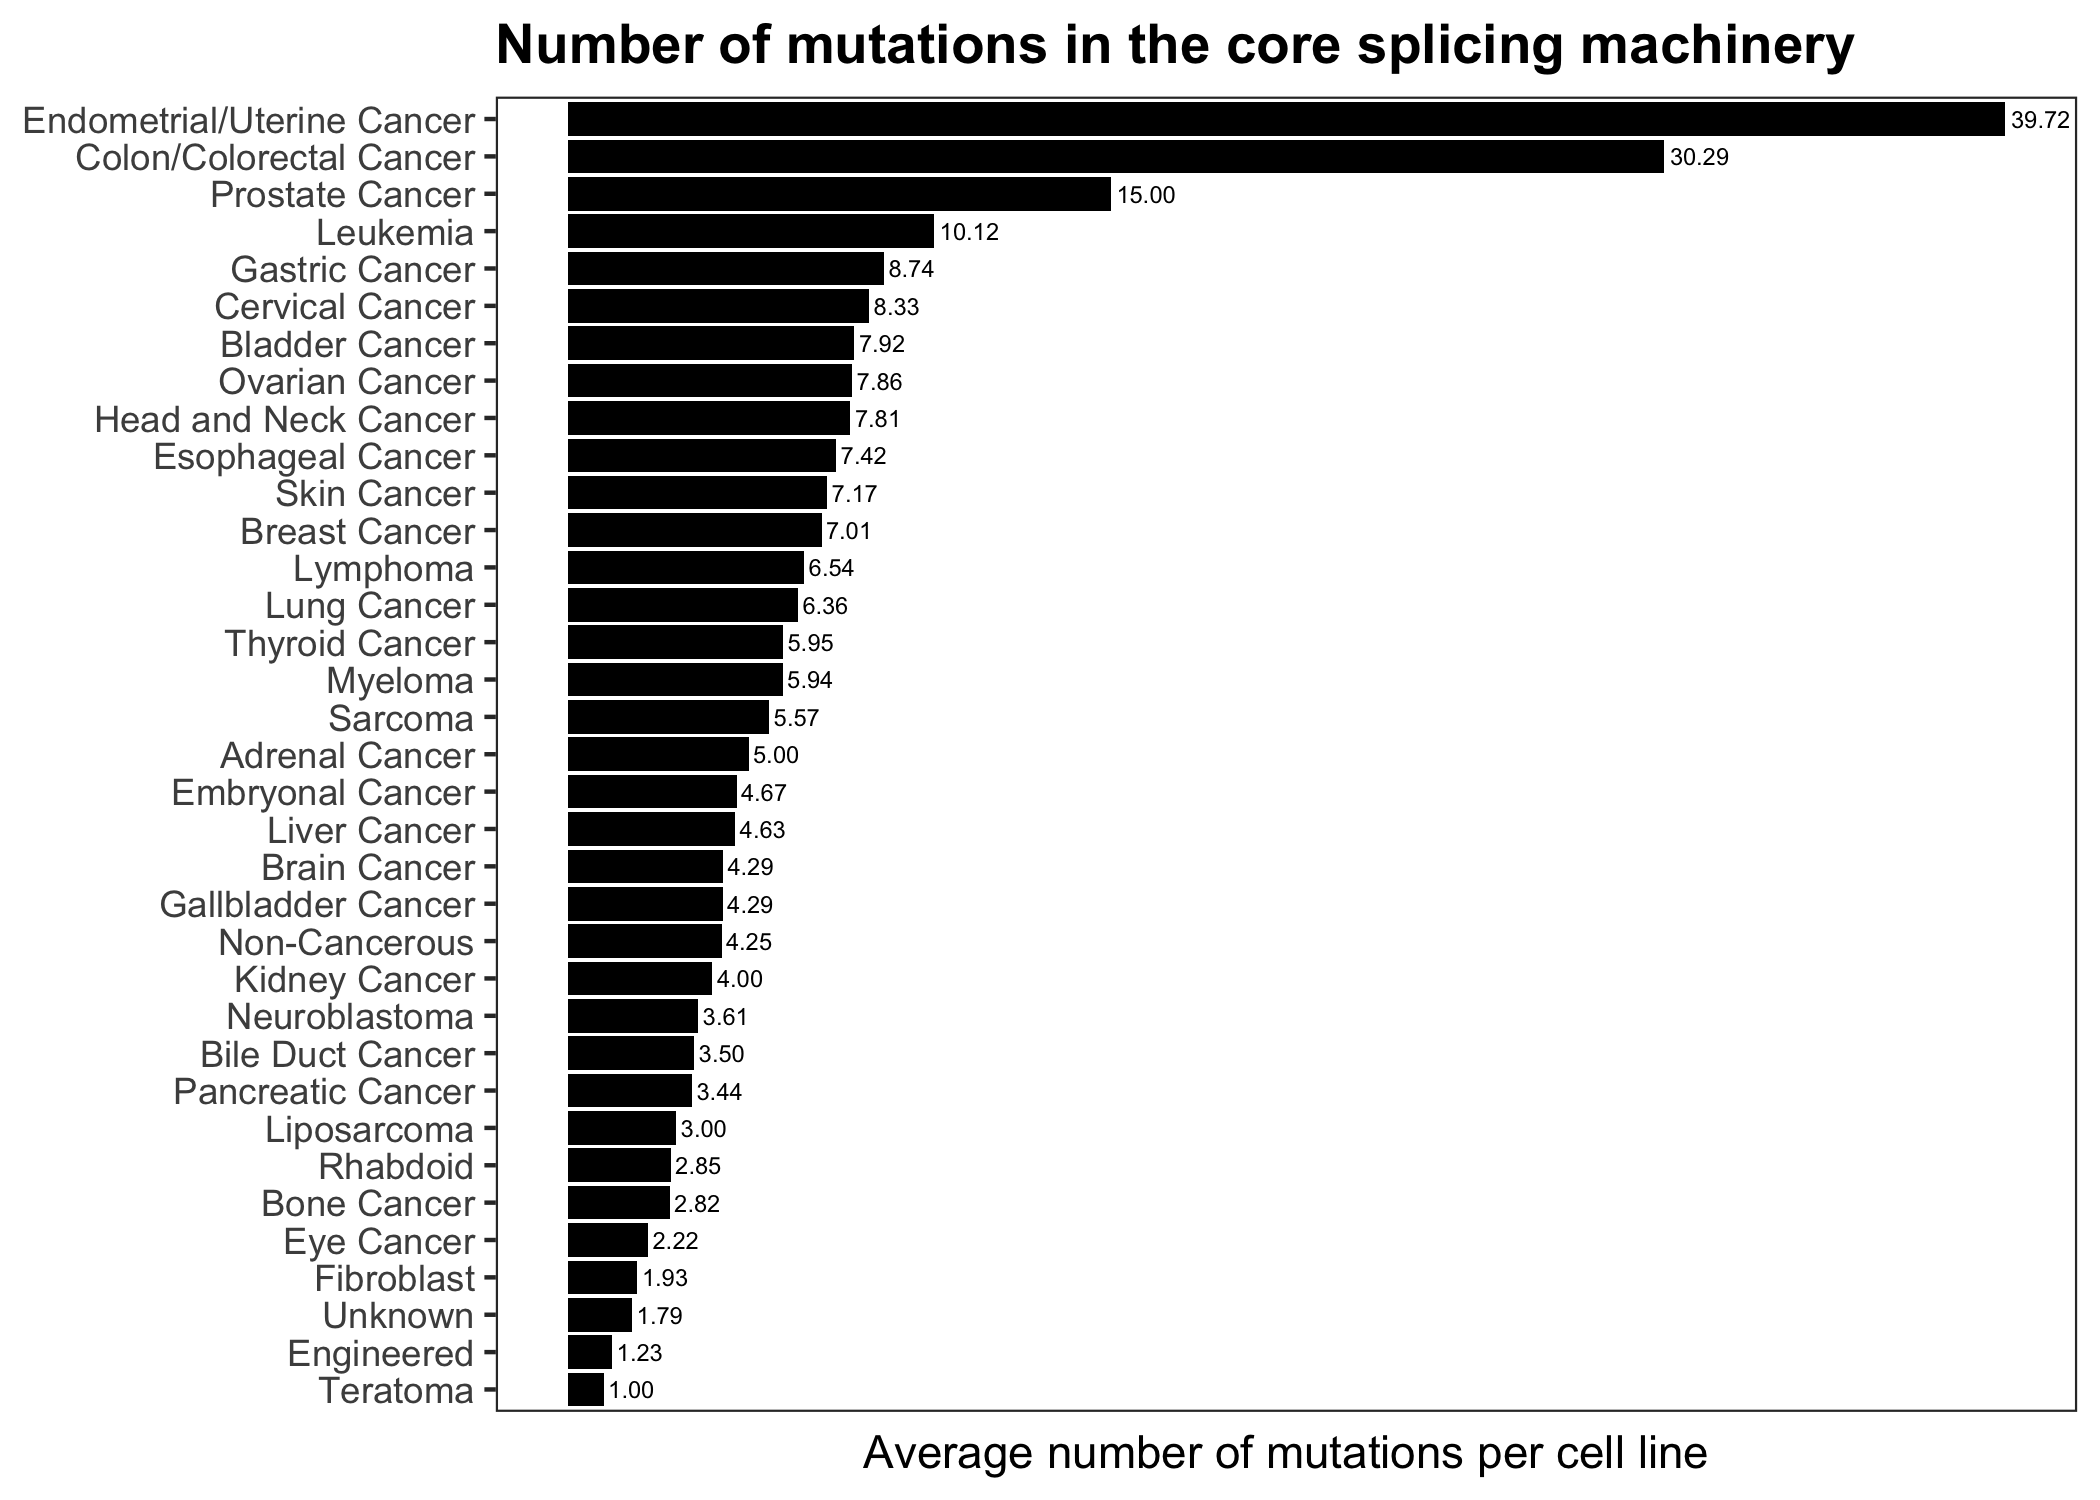 Number of mutations in the core splicing machinery
Endometrial/Uterine Cancer 39.72
Colon/Colorectal Cancer 30.29
Prostate Cancer 15.00
Leukemia 10.12
Gastric Cancer 8.74
Cervical Cancer 8.33
Bladder Cancer 7.92
Ovarian Cancer 7.86
Head and Neck Cancer 7.81
Esophageal Cancer 7.42
Skin Cancer 7.17
Breast Cancer 7.01
Lymphoma 6.54
Lung Cancer 6.36
Thyroid Cancer 5.95
Myeloma 5.94
Sarcoma 5.57
Adrenal Cancer 5.00
Embryonal Cancer 4.67
Liver Cancer 4.63
Brain Cancer 4.29
Gallbladder Cancer 4.29
Non-Cancerous 4.25
Kidney Cancer 4.00
Neuroblastoma 3.61
Bile Duct Cancer 3.50
Pancreatic Cancer 3.44
Liposarcoma 3.00
Rhabdoid 2.85
Bone Cancer 2.82
Eye Cancer 2.22
Fibroblast 1.93
Unknown 1.79
Engineered 1.23
Teratoma 1.00
Average number of mutations per cell line